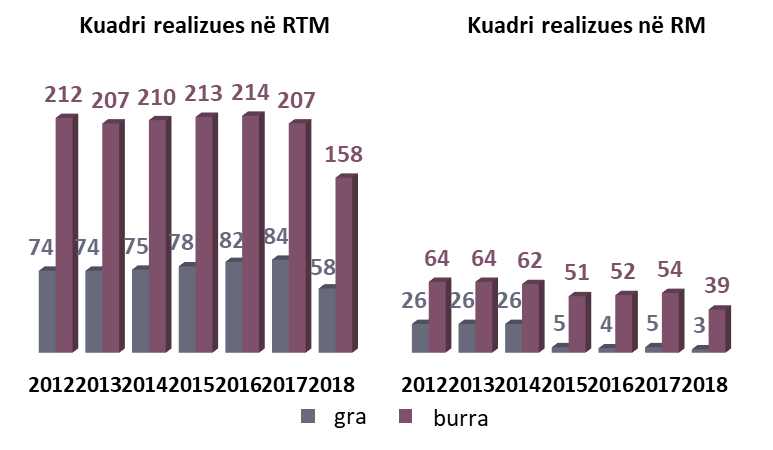 Kuadri realizues në RTM
212 207 210 213 214 207 158
74 74 75 78 82 84 58
2012 2013 2014 2015 2016 2017 2018
Kuadri realizues në RM
64 64 62 51 52 54 39
26 26 26 5 4 5 3
2012 2013 2014 2015 2016 2017 2018
gra burra